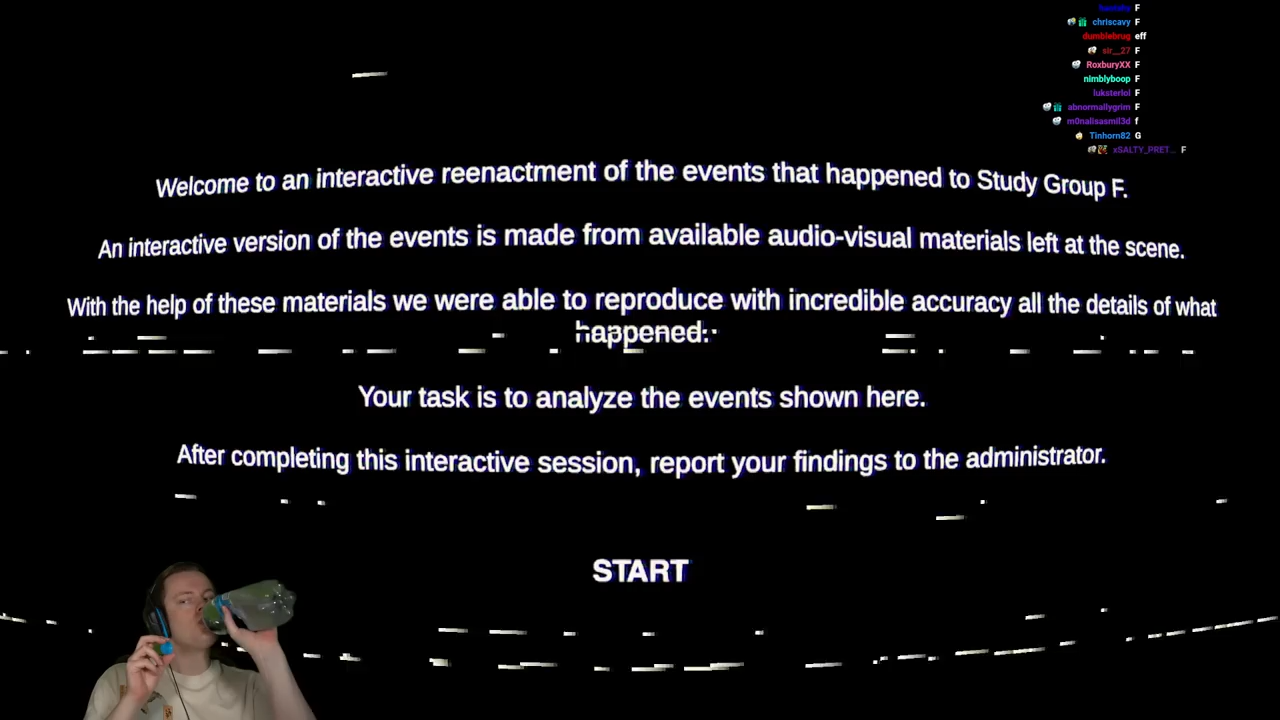 chriscavy F
dumblebrug eff
sir__27 F
RoxburyXX F
nimblyboop F
luksterlol F
abnormallygrim F
m0nalisasmil3d f
Tinhorn82 G
xSALTY_PRET... F
Welcome to an interactive reenactment of the events that happened to Study Group F.
An interactive version of the events is made from available audio-visual materials left at the scene.
With the help of these materials we were able to reproduce with incredible accuracy all the details of what
happened.
Your task is to analyze the events shown here.
After completing this interactive session, report your findings to the administrator.
START